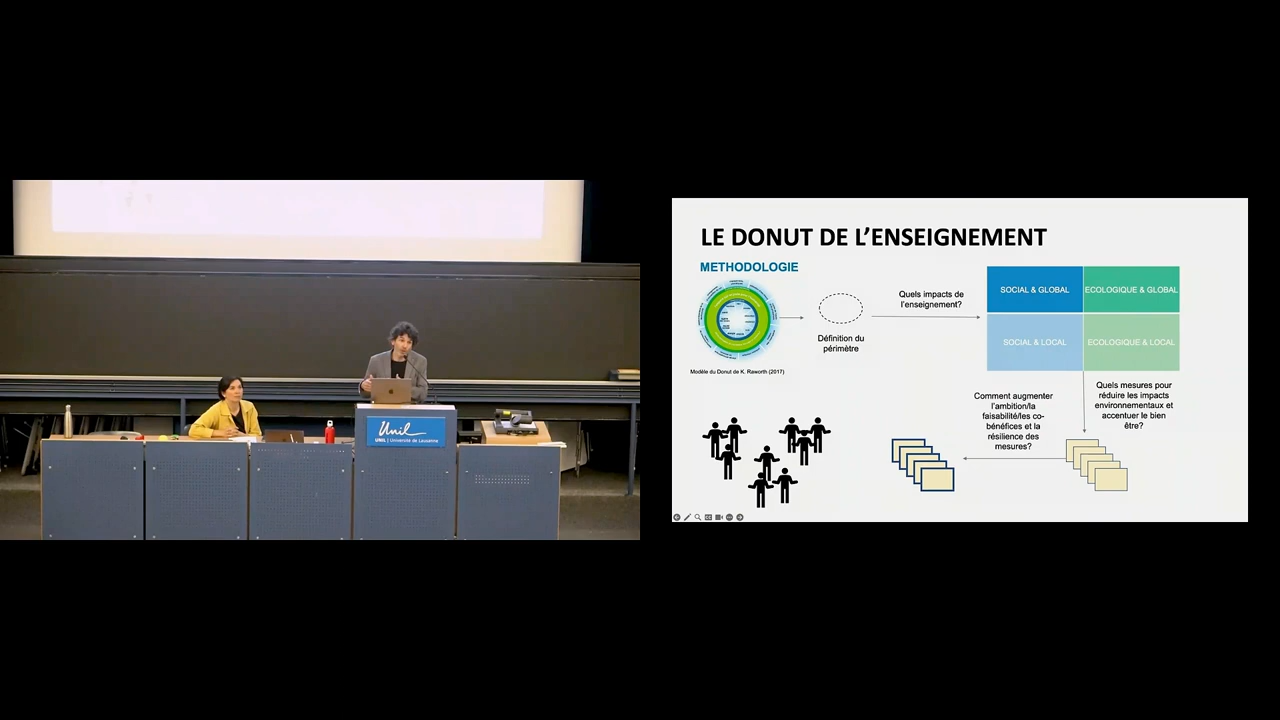 Unil
UNIL | Université de Lausanne
LE DONUT DE L'ENSEIGNEMENT
METHODOLOGIE
Modèle du Donut de K. Raworth (2017)
Définition du
périmètre
Quels impacts de
l'enseignement?
SOCIAL & GLOBAL
ECOLOGIQUE & GLOBAL
SOCIAL & LOCAL
ÉCOLOGIQUE & LOCAL
Quels mesures pour
réduire les impacts
environnementaux et
accentuer le bien
être?
Comment augmenter
l'ambition/la
faisabilité/les co-
bénéfices et la
résilience des
mesures?